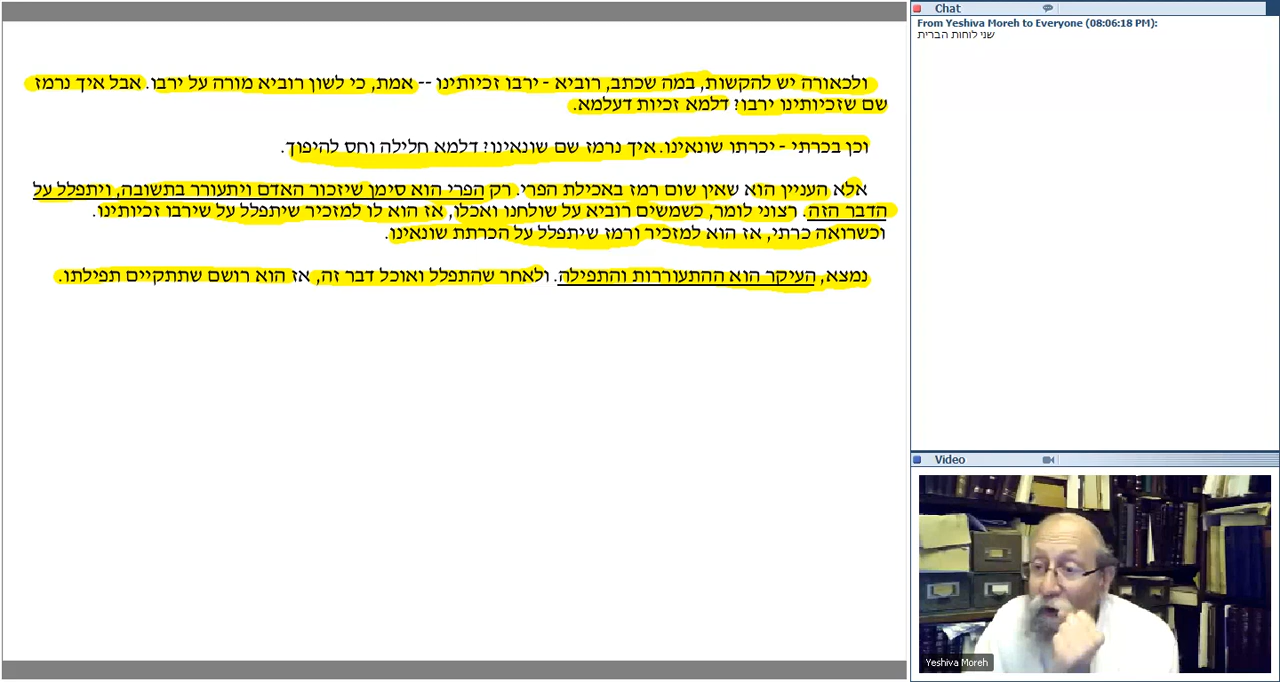 ולכאורה יש להקשות, במה שכתב, רוביא - ירבו זכיותינו -- אמת, כי לשון רוביא מורה על ירבו. אבל איך נרמז
שם שזכיותינו ירבו? דלמא זכיות דעלמא.
וכן בכרתי - יכרתו שונאינו. איך נרמז שם שונאינו? דלמא חלילה וחס להיפוך.
אלא העניין הוא שאין שום רמז באכילת הפרי. רק הפרי הוא סימן שיזכור האדם ויתעורר בתשובה, ויתפלל על
הדבר הזה. רצוני לומר, כשמשים רוביא על שולחנו ואכלו, אז הוא לו למזכיר שיתפלל על שירבו זכיותינו.
וכשרואה כרתי, אז הוא למזכיר ורמז שיתפלל על הכרתת שונאינו.
נמצא, העיקר הוא ההתעוררות והתפילה. ולאחר שהתפלל ואוכל דבר זה, אז הוא רושם שתתקיים תפילתו.
Chat
From Yeshiva Moreh to Everyone (08:06:18 PM):
שני לוחות הברית
Video
Yeshiva Moreh